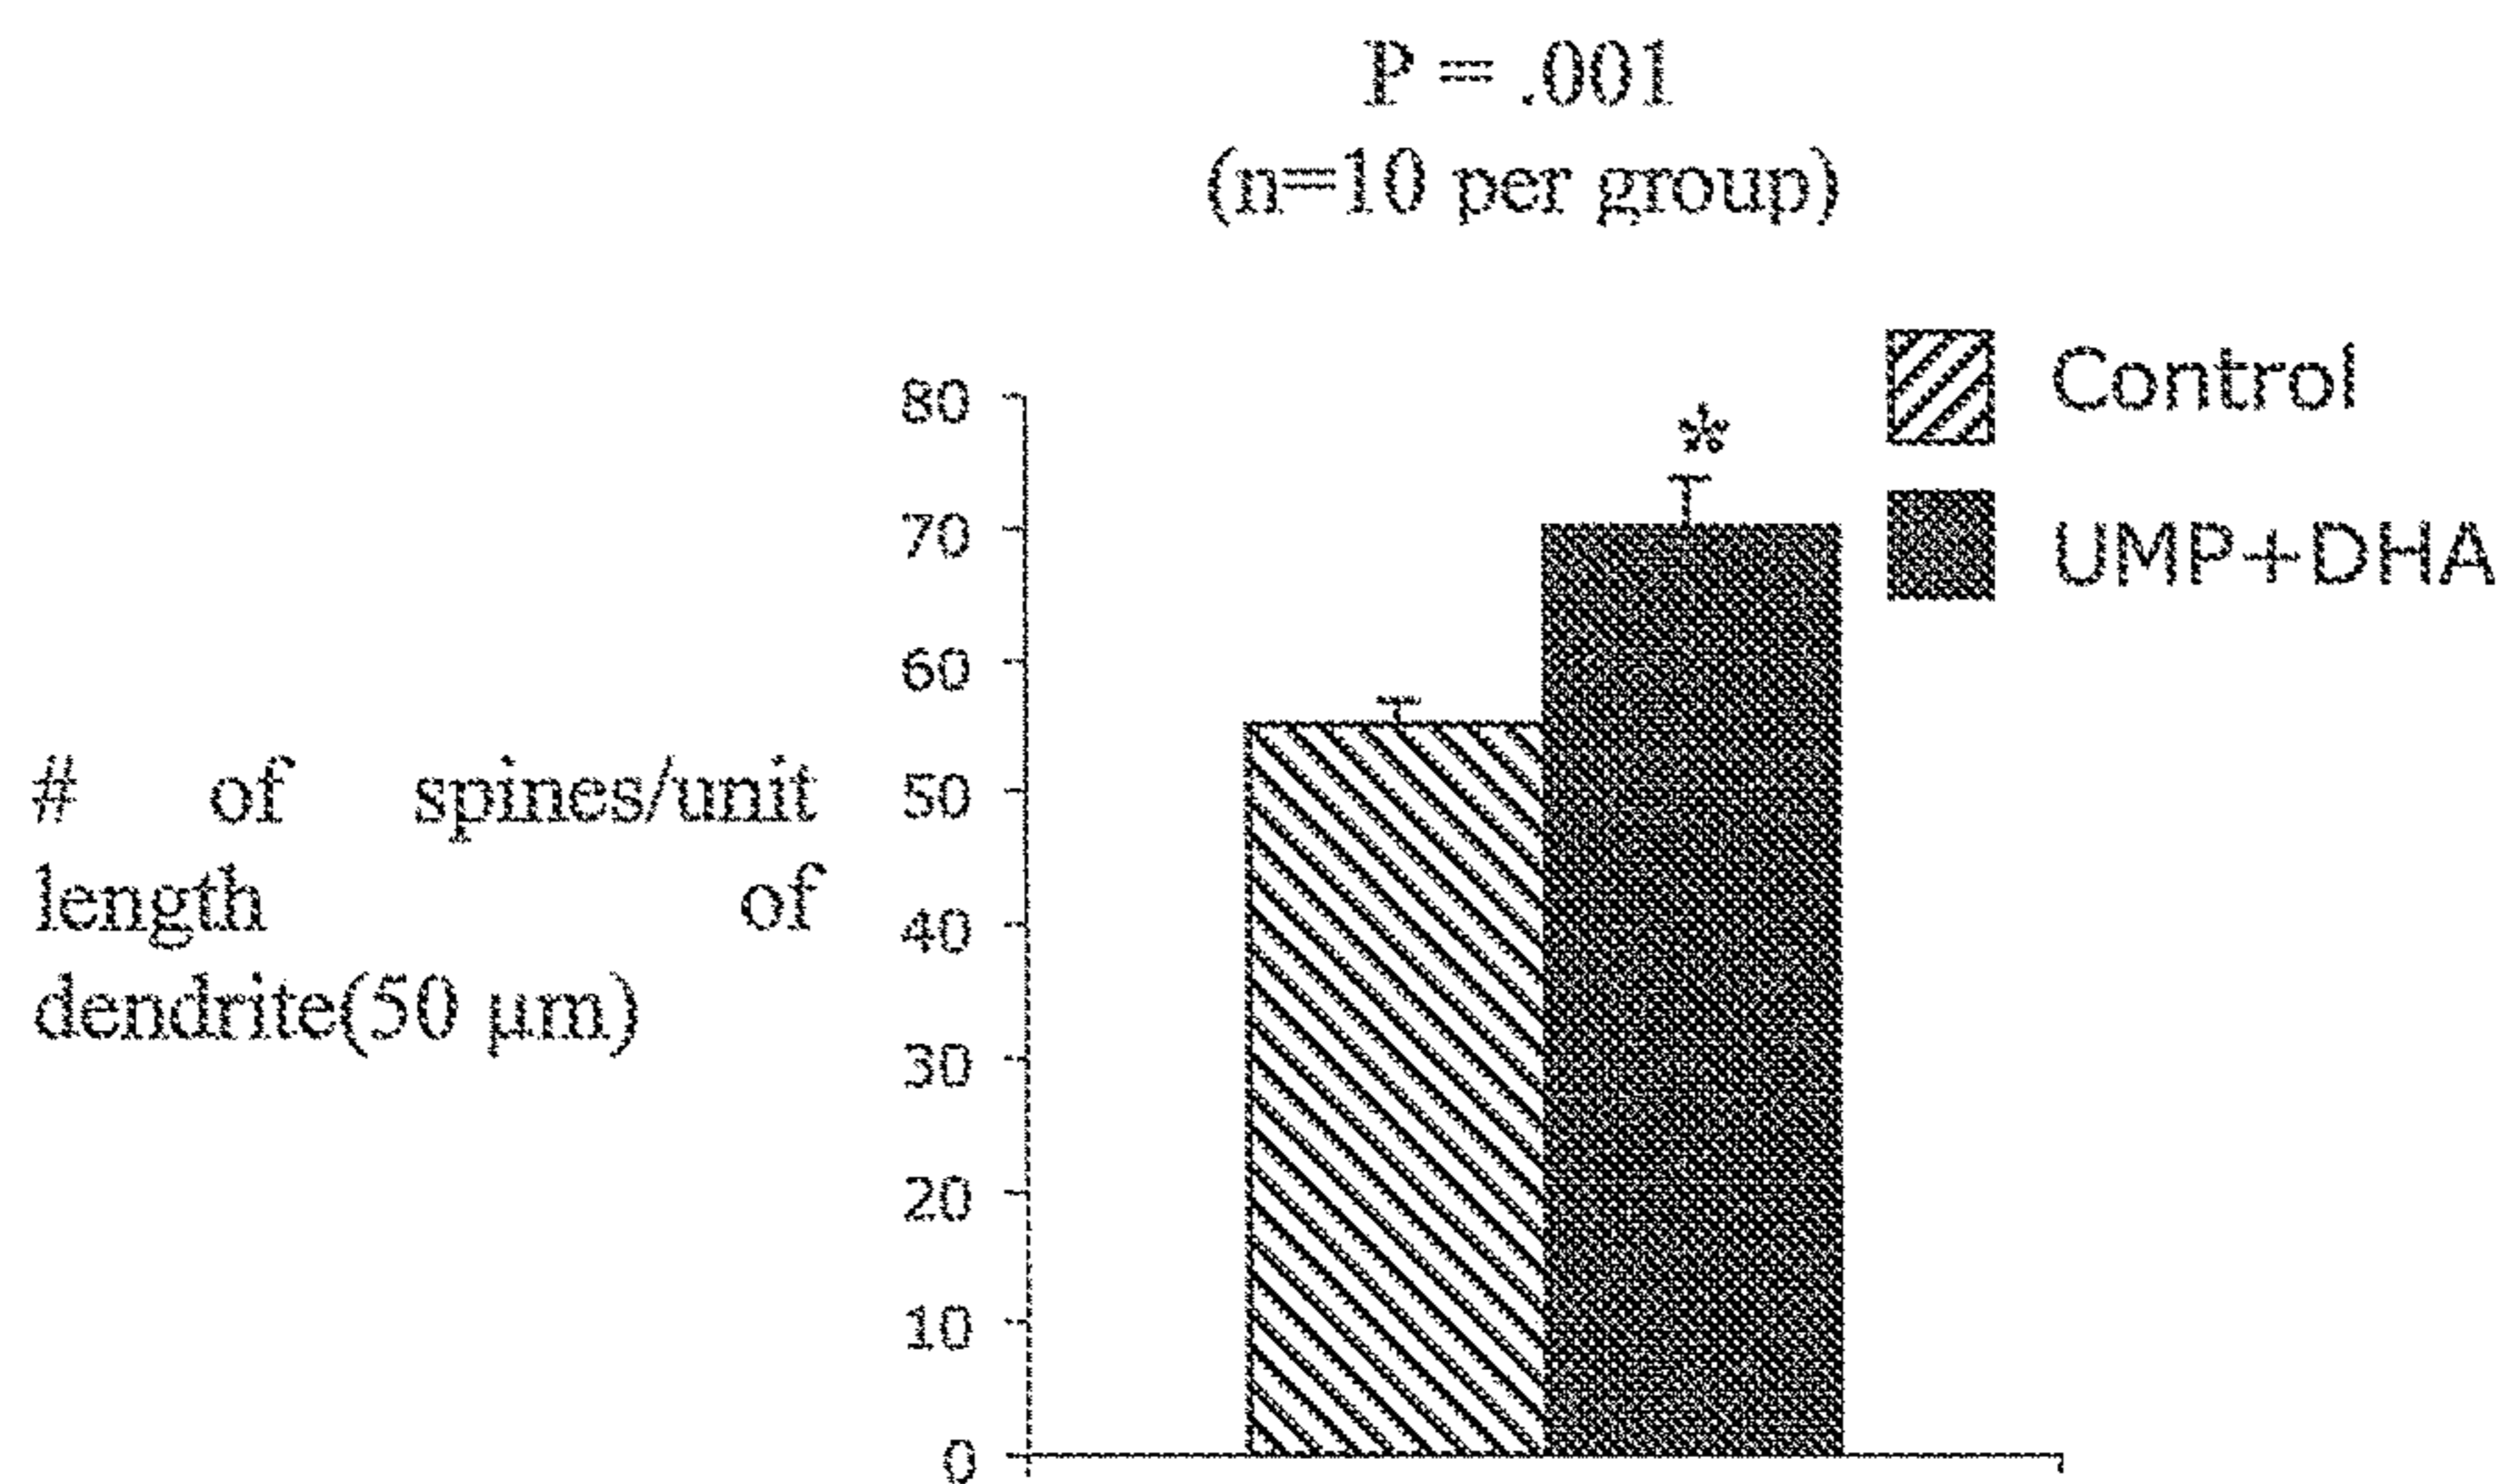 P = .001
(n=10 per group)
Control
UMP+DHA
*
80
70
60
50
40
30
20
10
0
# of spines/unit
length of
dendrite(50 µm)